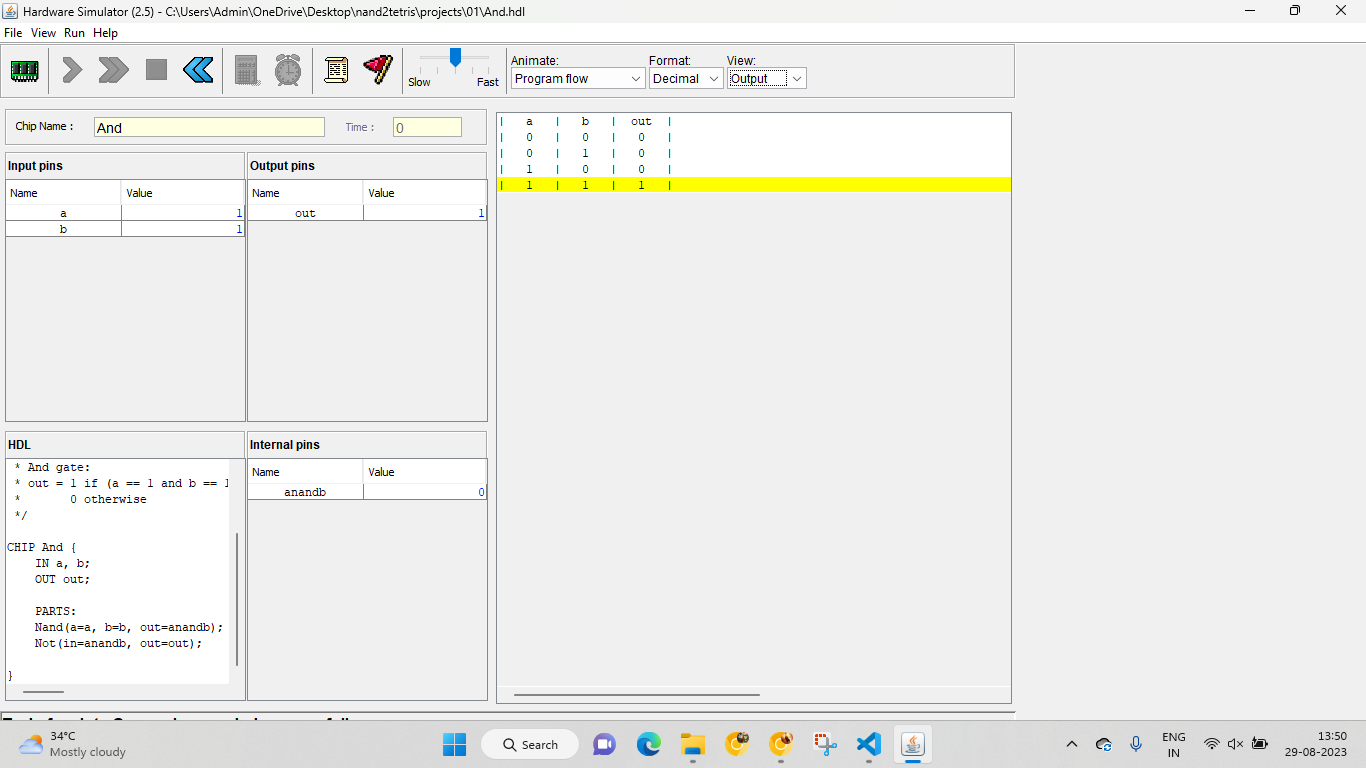 Hardware Simulator (2.5) - C:\Users\Admin\OneDrive\Desktop\nand2tetris\projects\01\And.hdl
File View Run Help
Animate: Format: View:
Slow Fast Program flow Decimal Output
Chip Name : And Time : 0
Input pins
Name Value
a 1
b 1
Output pins
Name Value
out 1
| a | b | out |
| 0 | 0 | 0 |
| 0 | 1 | 0 |
| 1 | 0 | 0 |
| 1 | 1 | 1 |
HDL
* And gate:
* out = 1 if (a == 1 and b == 1
* 0 otherwise
*/
CHIP And {
IN a, b;
OUT out;
PARTS:
Nand(a=a, b=b, out=anandb);
Not(in=anandb, out=out);
}
Internal pins
Name Value
anandb 0
34°C
Mostly cloudy
Search
ENG
IN
13:50
29-08-2023